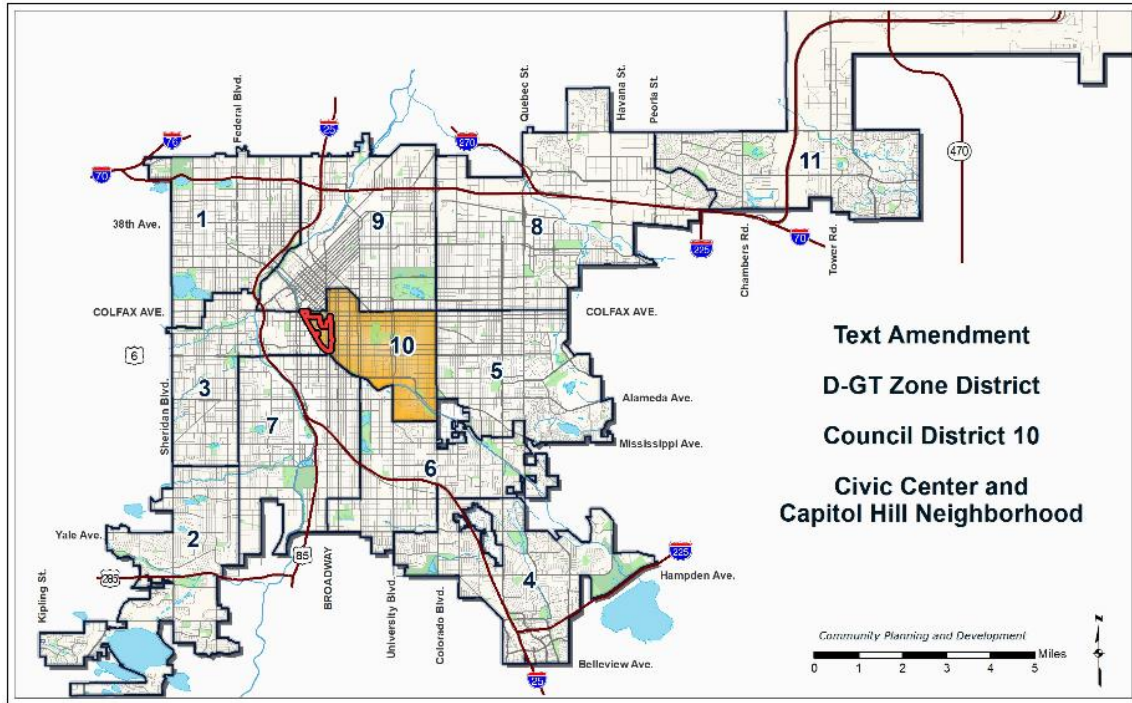 Federal Blvd.
Quebec St.
Havana St.
Peoria St.
25
70
270
70
470
11
1
9
8
38th Ave.
225
Chambers Rd.
70
Tower Rd.
COLFAX AVE.
COLFAX AVE.
6
10
5
3
Sheridan Blvd.
7
Alameda Ave.
Mississippi Ave.
6
Yale Ave.
2
85
BROADWAY
285
Kipling St.
University Blvd.
Colorado Blvd.
4
225
Hampden Ave.
Belleview Ave.
25
Text Amendment
D-GT Zone District
Council District 10
Civic Center and
Capitol Hill Neighborhood
Community Planning and Development
Miles
0 1 2 3 4 5
N